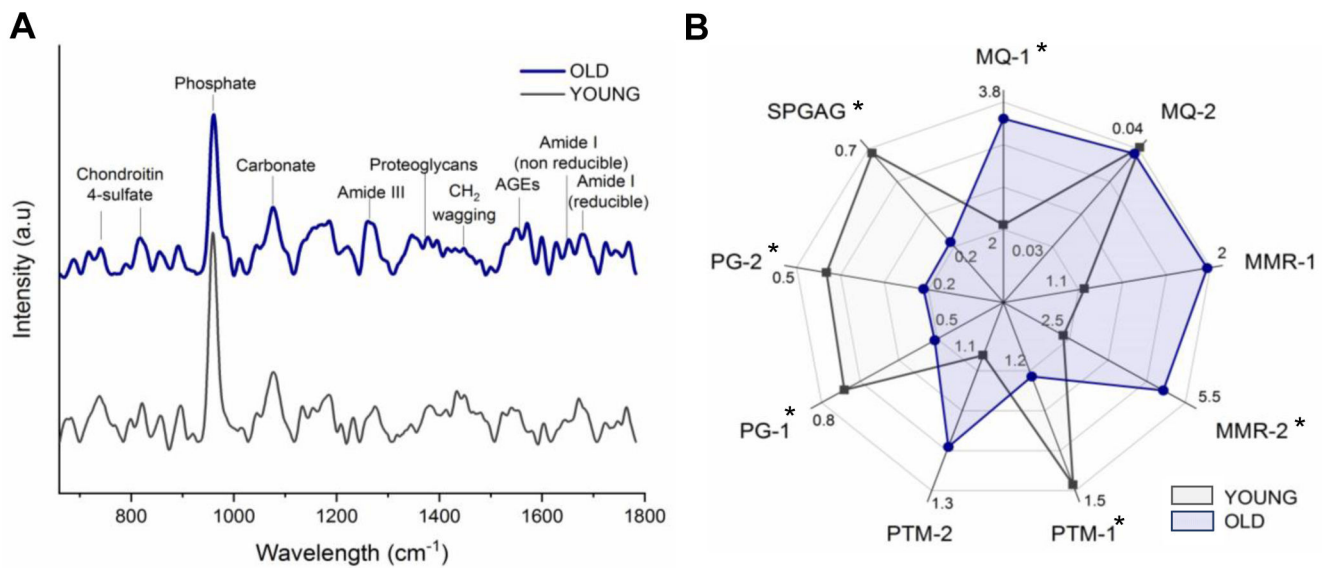 A
OLD
YOUNG
Phosphate
Chondroitin
4-sulfate
Carbonate
Amide III
Proteoglycans
CH2
wagging
AGEs
Amide I
(non reducible)
Amide I
(reducible)
Intensity (a.u)
800
1000
1200
1400
1600
1800
Wavelength (cm-1)
B
MQ-1 *
3.8
2
MQ-2
0.04
0.03
MMR-1
2
1.1
MMR-2 *
5.5
2.5
PTM-1*
1.5
1.2
PTM-2
1.3
1.1
PG-1 *
0.8
0.5
PG-2 *
0.5
0.2
SPGAG *
0.7
0.2
YOUNG
OLD